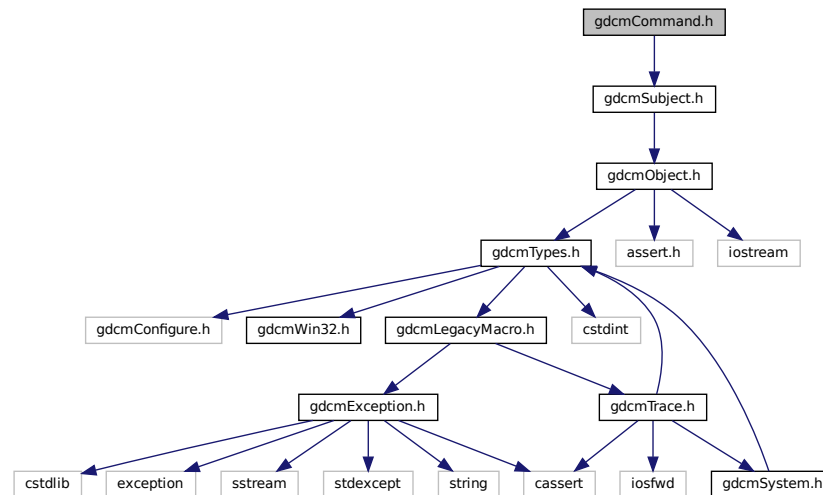 gdcmCommand.h
gdcmSubject.h
gdcmObject.h
gdcmTypes.h
assert.h
iostream
gdcmConfigure.h
gdcmWin32.h
gdcmLegacyMacro.h
cstdint
gdcmException.h
gdcmTrace.h
cstdlib
exception
sstream
stdexcept
string
cassert
iosfwd
gdcmSystem.h